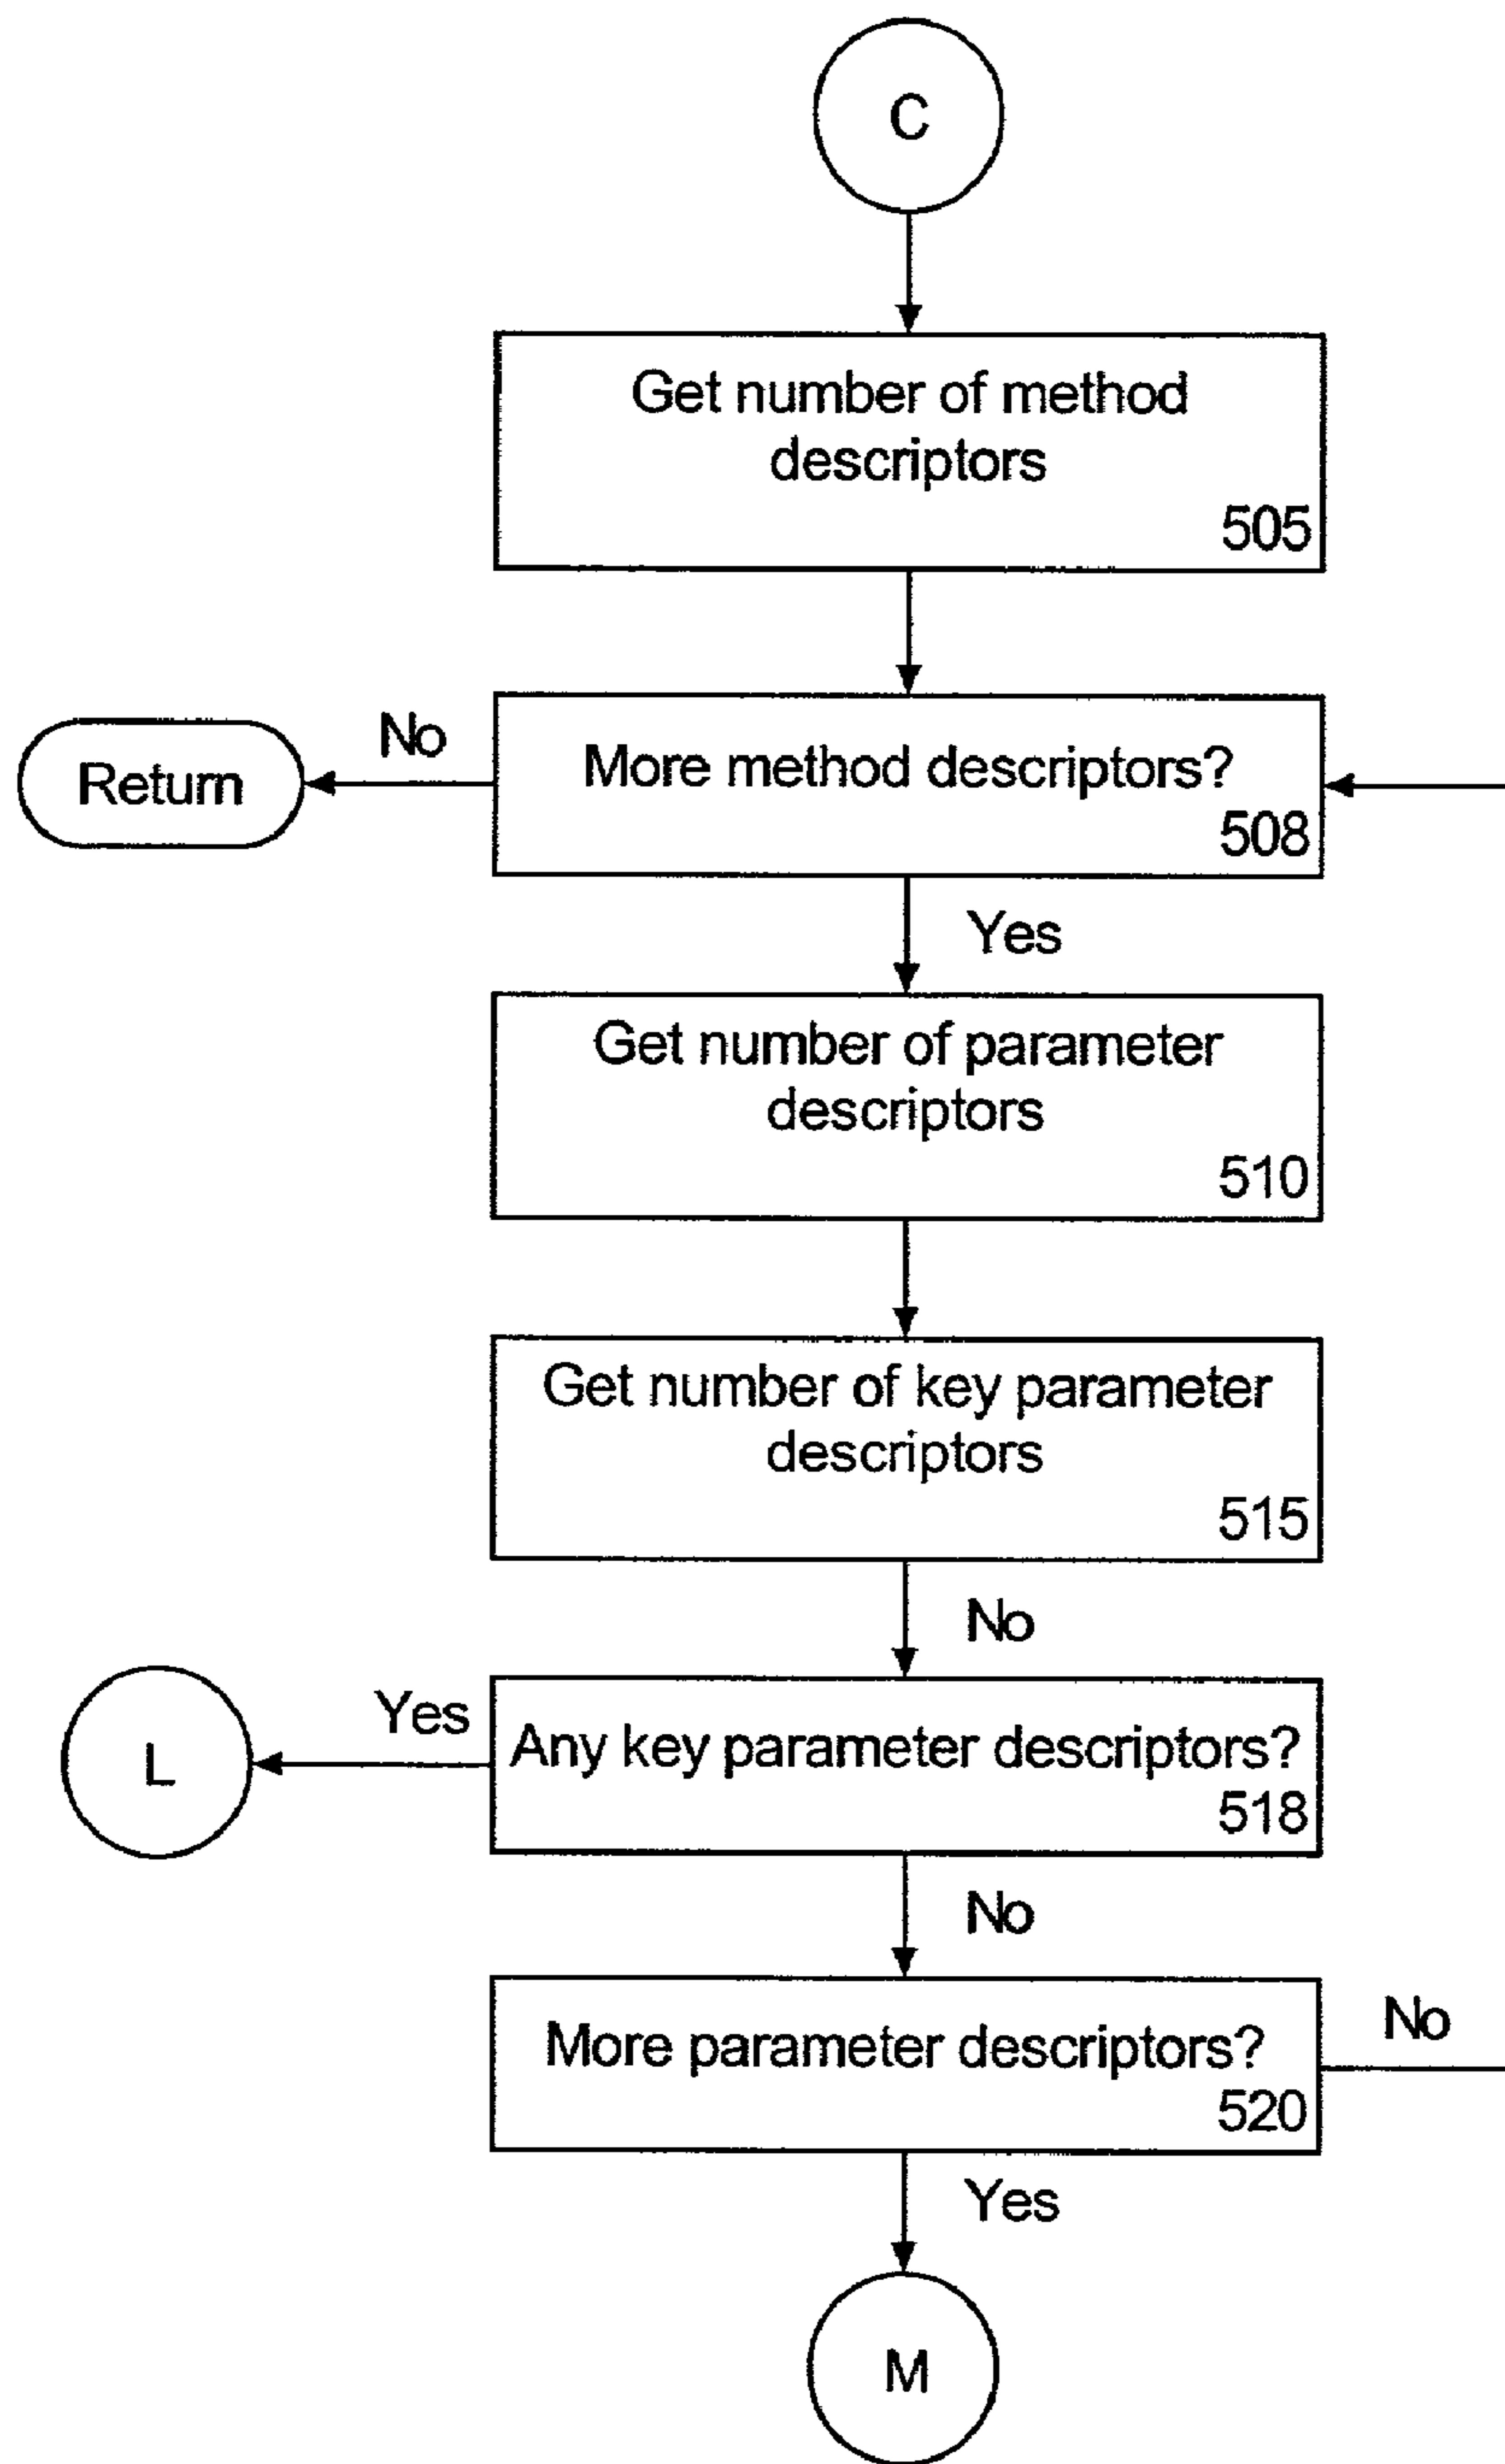 C
Get number of method
descriptors
505
No
Return
More method descriptors?
508
Yes
Get number of parameter
descriptors
510
Get number of key parameter
descriptors
515
No
Yes
L
Any key parameter descriptors?
518
No
More parameter descriptors?
520
No
Yes
M